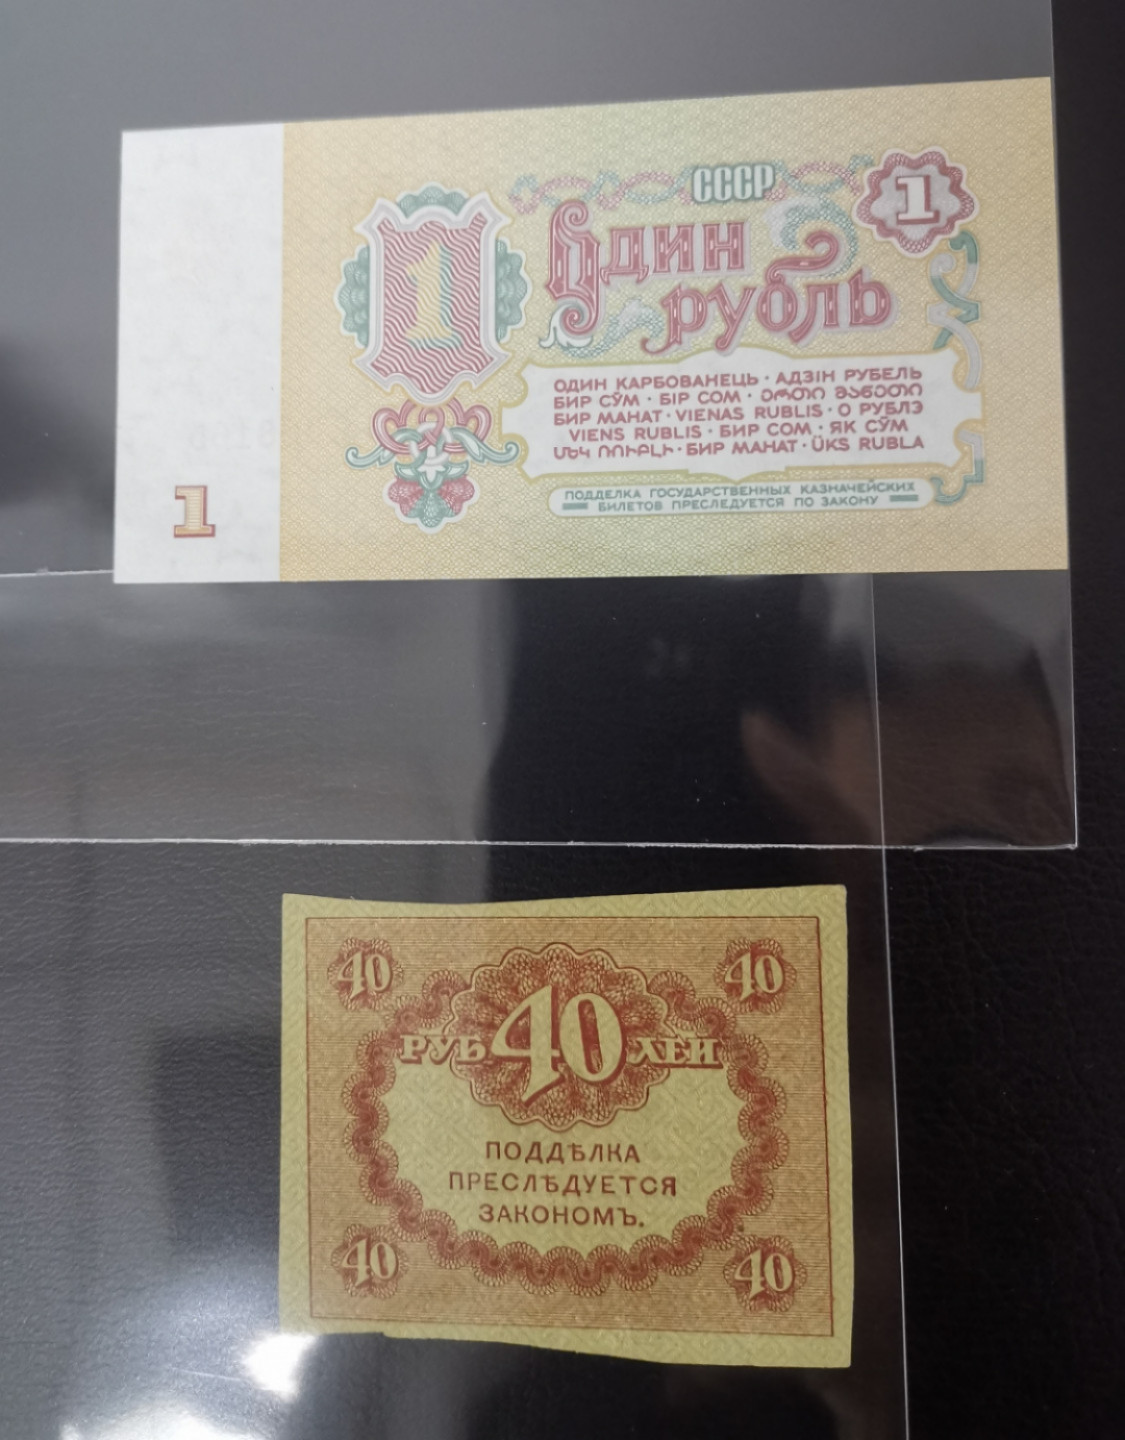 СССР
1
1
Один
рубль
ОДИН КАРБОВАНЕЦЬ · АДЗІН РУБЕЛЬ
БИР СЎМ · БІР СОМ · ᲔᲠᲗᲘ ᲛᲐᲜᲔᲗᲘ
БИР МАНАТ · VIENAS RUBLIS · О РУБЛЭ
VIENS RUBLIS · БИР СОМ · ЯК СӮМ
ՄԵԿ ՌՈՒԲԼԻ · БИР МАНАТ · ÜKS RUBLA
ПОДДЕЛКА ГОСУДАРСТВЕННЫХ КАЗНАЧЕЙСКИХ
БИЛЕТОВ ПРЕСЛЕДУЕТСЯ ПО ЗАКОНУ
1
40
40
РУБ 40 ЛЕЙ
ПОДДѢЛКА
ПРЕСЛѢДУЕТСЯ
ЗАКОНОМЪ.
40
40